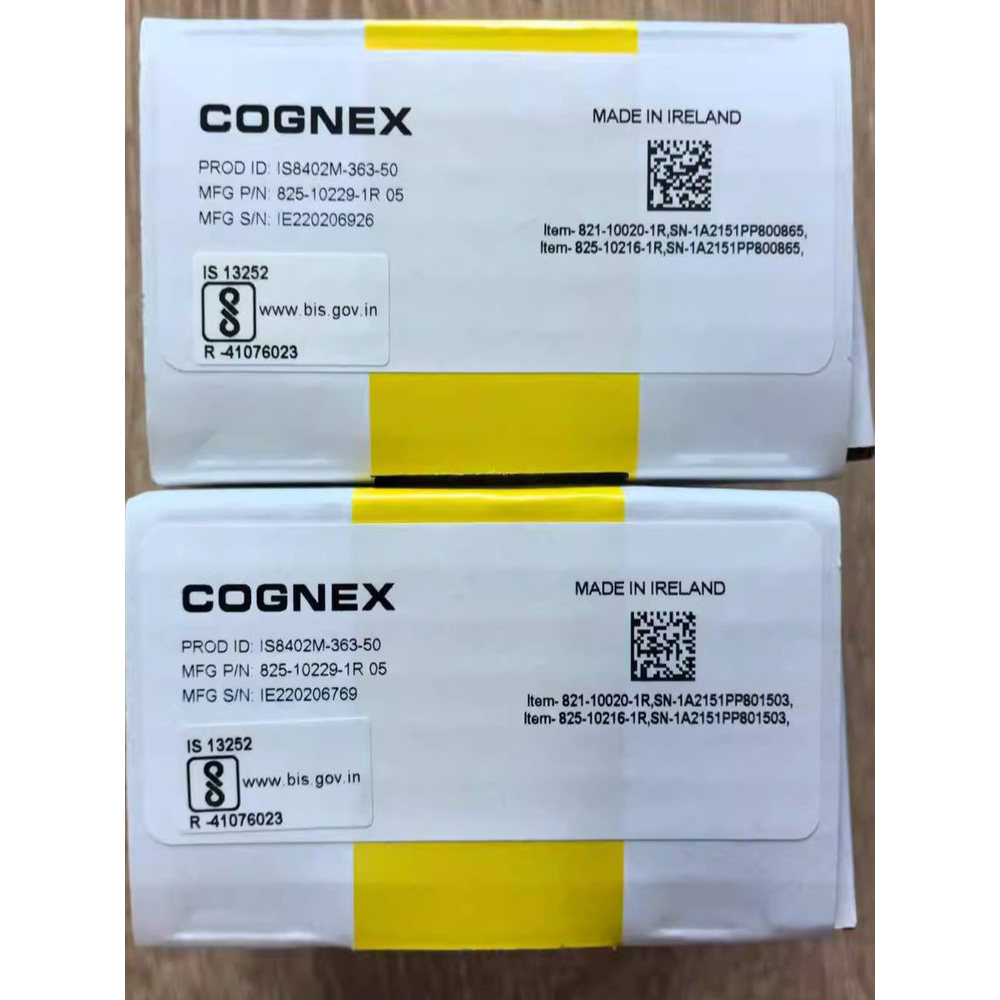 COGNEX
PROD ID: IS8402M-363-50
MFG P/N: 825-10229-1R 05
MFG S/N: IE220206926
MADE IN IRELAND
Item- 821-10020-1R,SN-1A2151PP800865,
Item- 825-10216-1R,SN-1A2151PP800865,
IS 13252
www.bis.gov.in
R -41076023
COGNEX
PROD ID: IS8402M-363-50
MFG P/N: 825-10229-1R 05
MFG S/N: IE220206769
MADE IN IRELAND
Item- 821-10020-1R,SN-1A2151PP801503,
Item- 825-10216-1R,SN-1A2151PP801503,
IS 13252
www.bis.gov.in
R -41076023